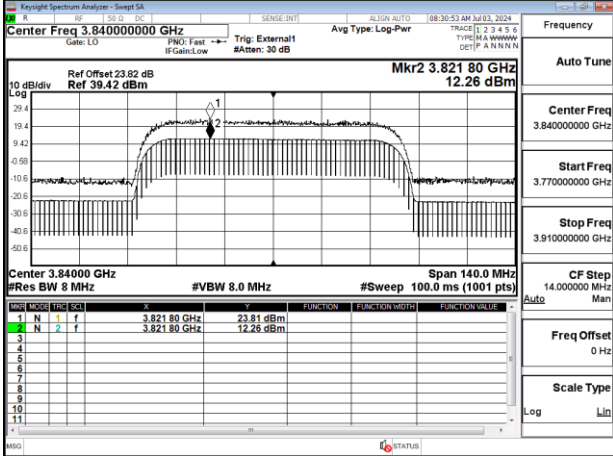 Keysight Spectrum Analyzer - Swept SA
R RF 50 Ω DC SENSE:INT ALIGN AUTO 08:30:53 AM Jul 03, 2024
Center Freq 3.840000000 GHz
Gate: LO
PNO: Fast
IFGain:Low
Trig: External1
#Atten: 30 dB
Avg Type: Log-Pwr
TRACE 1 2 3 4 5 6
TYPE M A W W W W
DET P A N N N N
Ref Offset 23.82 dB
Ref 39.42 dBm
10 dB/div
Log
Mkr2 3.821 80 GHz
12.26 dBm
29.4
19.4
9.42
-0.58
-10.6
-20.6
-30.6
-40.6
-50.6
1
2
Center 3.84000 GHz
Span 140.0 MHz
#Res BW 8 MHz
#VBW 8.0 MHz
#Sweep 100.0 ms (1001 pts)
MKR MODE TRC SCL X Y FUNCTION FUNCTION WIDTH FUNCTION VALUE
1 N 1 f 3.821 80 GHz 23.81 dBm
2 N 2 f 3.821 80 GHz 12.26 dBm
3
4
5
6
7
8
9
10
11
MSG
STATUS
Frequency
Auto Tune
Center Freq
3.840000000 GHz
Start Freq
3.770000000 GHz
Stop Freq
3.910000000 GHz
CF Step
14.000000 MHz
Auto Man
Freq Offset
0 Hz
Scale Type
Log Lin